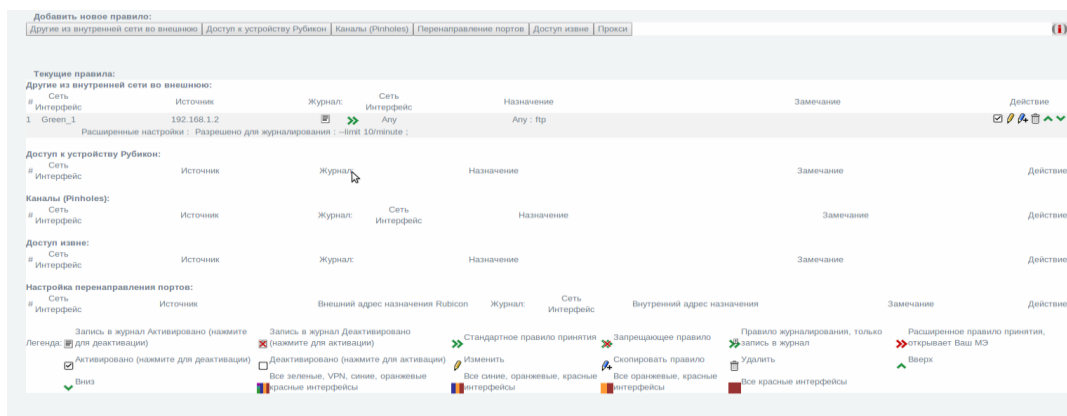 Добавить новое правило:
Другие из внутренней сети во внешнюю Доступ к устройству Рубикон Каналы (Pinholes) Перенаправление портов Доступ извне Прокси
Текущие правила:
Другие из внутренней сети во внешнюю:
# Сеть Интерфейс Источник Журнал: Сеть Интерфейс Назначение Замечание Действие
1 Green_1 192.168.1.2 Any Any : ftp
Расширенные настройки : Разрешено для журналирования : --limit 10/minute ;
Доступ к устройству Рубикон:
# Сеть Интерфейс Источник Журнал: Назначение Замечание Действие
Каналы (Pinholes):
# Сеть Интерфейс Источник Журнал: Сеть Интерфейс Назначение Замечание Действие
Доступ извне:
# Сеть Интерфейс Источник Журнал: Назначение Замечание Действие
Настройка перенаправления портов:
# Сеть Интерфейс Источник Внешний адрес назначения Rubicon Журнал: Сеть Интерфейс Внутренний адрес назначения Замечание Действие
Легенда: Запись в журнал Активировано (нажмите для деактивации) Запись в журнал Деактивировано (нажмите для активации) Стандартное правило принятия Запрещающее правило Правило журналирования, только запись в журнал Расширенное правило принятия, открывает Ваш МЭ
Активировано (нажмите для деактивации) Деактивировано (нажмите для активации) Изменить Скопировать правило Удалить Вверх
Вниз Все зеленые, VPN, синие, оранжевые красные интерфейсы Все синие, оранжевые, красные интерфейсы Все оранжевые, красные интерфейсы Все красные интерфейсы